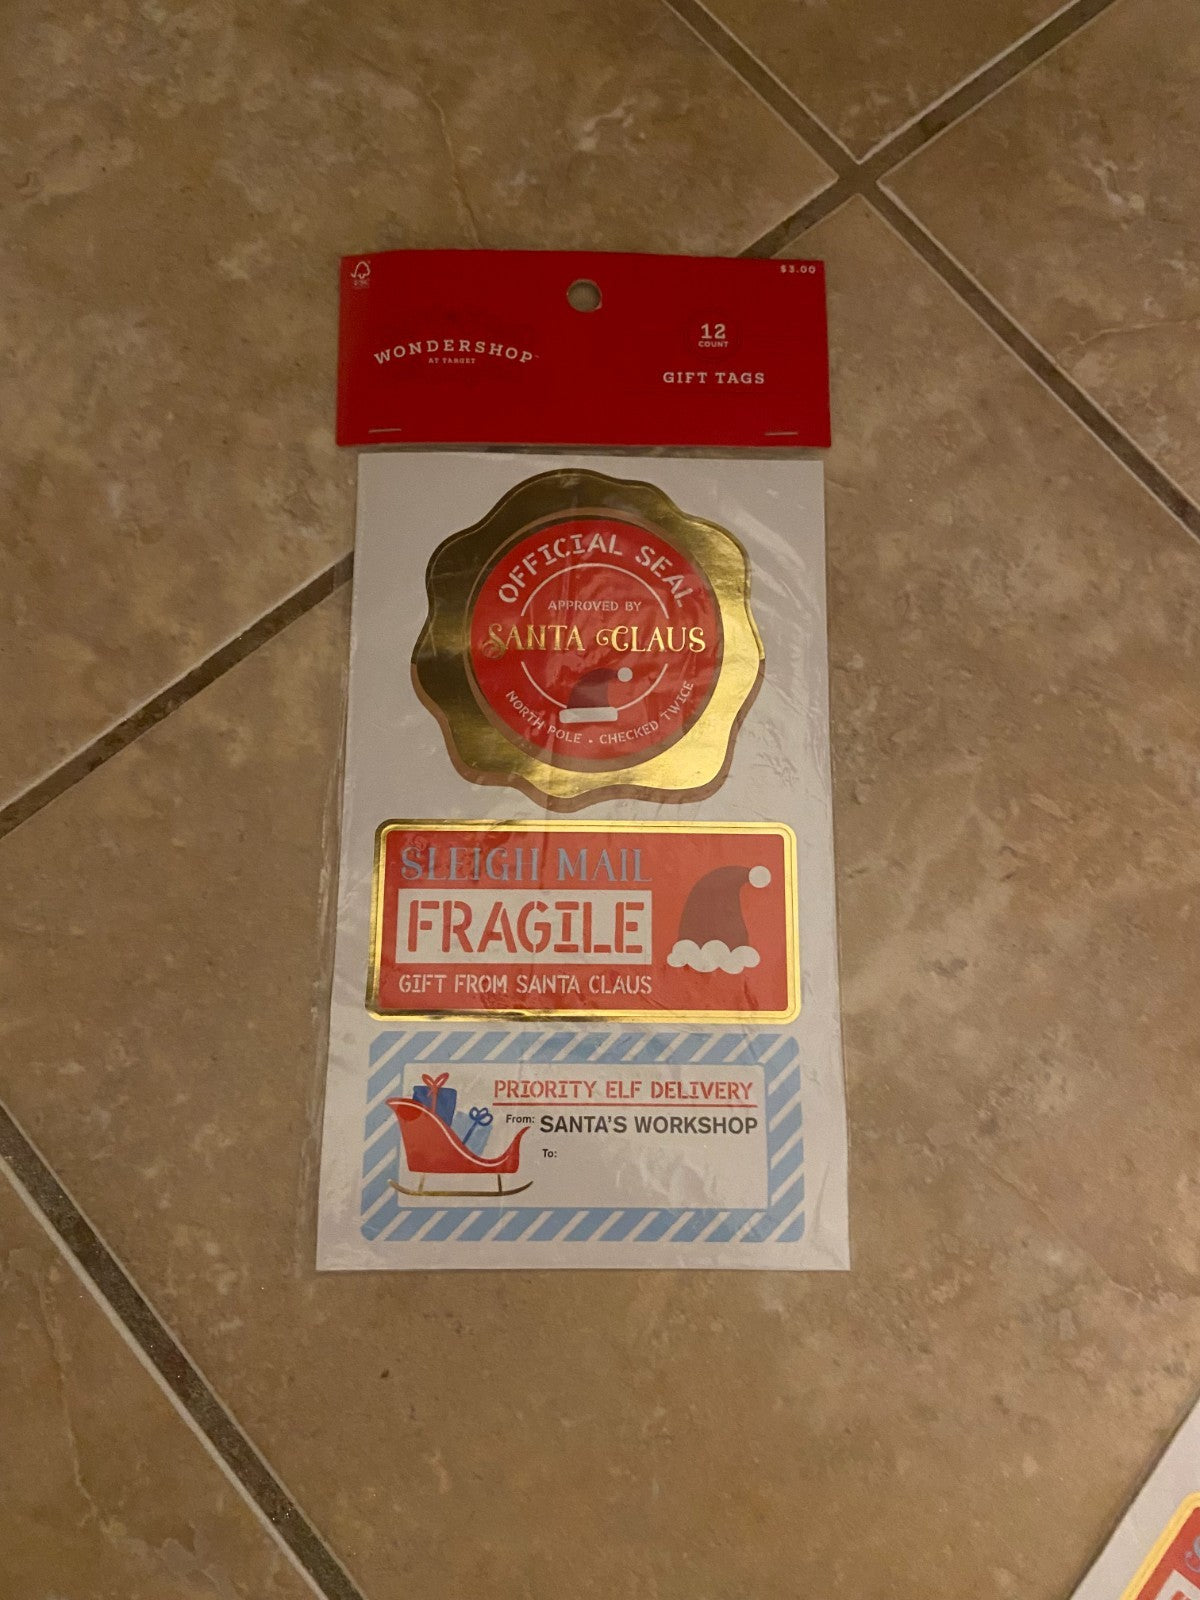 $3.00
WONDERSHOP
AT TARGET
12
COUNT
GIFT TAGS
OFFICIAL SEAL
APPROVED BY
SANTA CLAUS
NORTH POLE • CHECKED TWICE
SLEIGH MAIL
FRAGILE
GIFT FROM SANTA CLAUS
PRIORITY ELF DELIVERY
From: SANTA'S WORKSHOP
To: